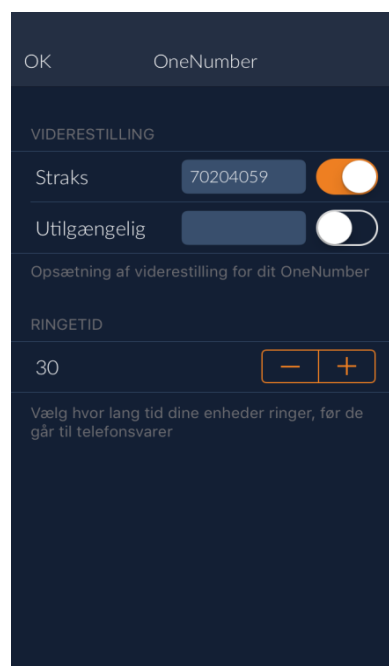 OK OneNumber
VIDERESTILLING
Straks 70204059
Utilgængelig
Opsætning af viderestilling for dit OneNumber
RINGETID
30 − +
Vælg hvor lang tid dine enheder ringer, før de
går til telefonsvarer